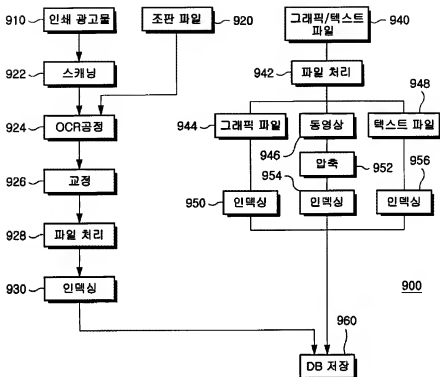 910 인쇄 광고물
조판 파일 920
922 스캐닝
924 OCR공정
926 교정
928 파일 처리
930 인덱싱
그래픽/텍스트
파일 940
942 파일 처리
944 그래픽 파일
동영상 946
텍스트 파일 948
압축 952
950 인덱싱
954 인덱싱
956 인덱싱
900
960
DB 저장